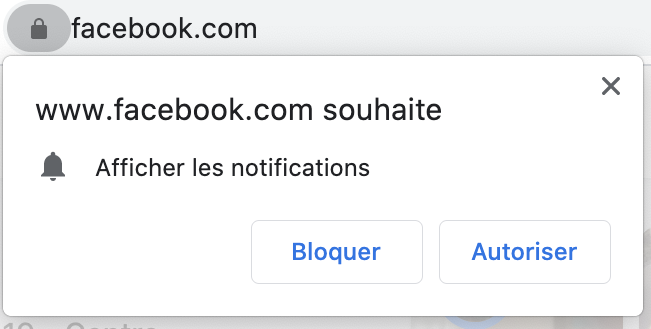 facebook.com
www.facebook.com souhaite
Afficher les notifications
Bloquer
Autoriser